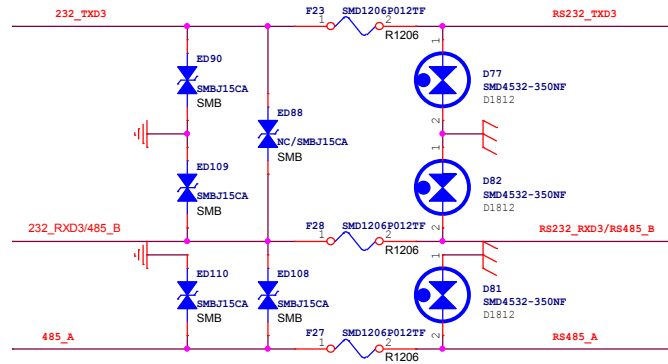 232_TXD3
F23 SMD1206P012TF
RS232_TXD3
1
2
R1206
ED90
SMBJ15CA
SMB
1
D77
SMD4532-350NF
D1812
ED88
NC/SMBJ15CA
SMB
2
1
ED109
SMBJ15CA
SMB
D82
SMD4532-350NF
D1812
232_RXD3/485_B
F28 SMD1206P012TF
2
RS232_RXD3/RS485_B
1
2
R1206
1
ED110
SMBJ15CA
SMB
ED108
SMBJ15CA
SMB
D81
SMD4532-350NF
D1812
485_A
F27 SMD1206P012TF
2
RS485_A
1
2
R1206